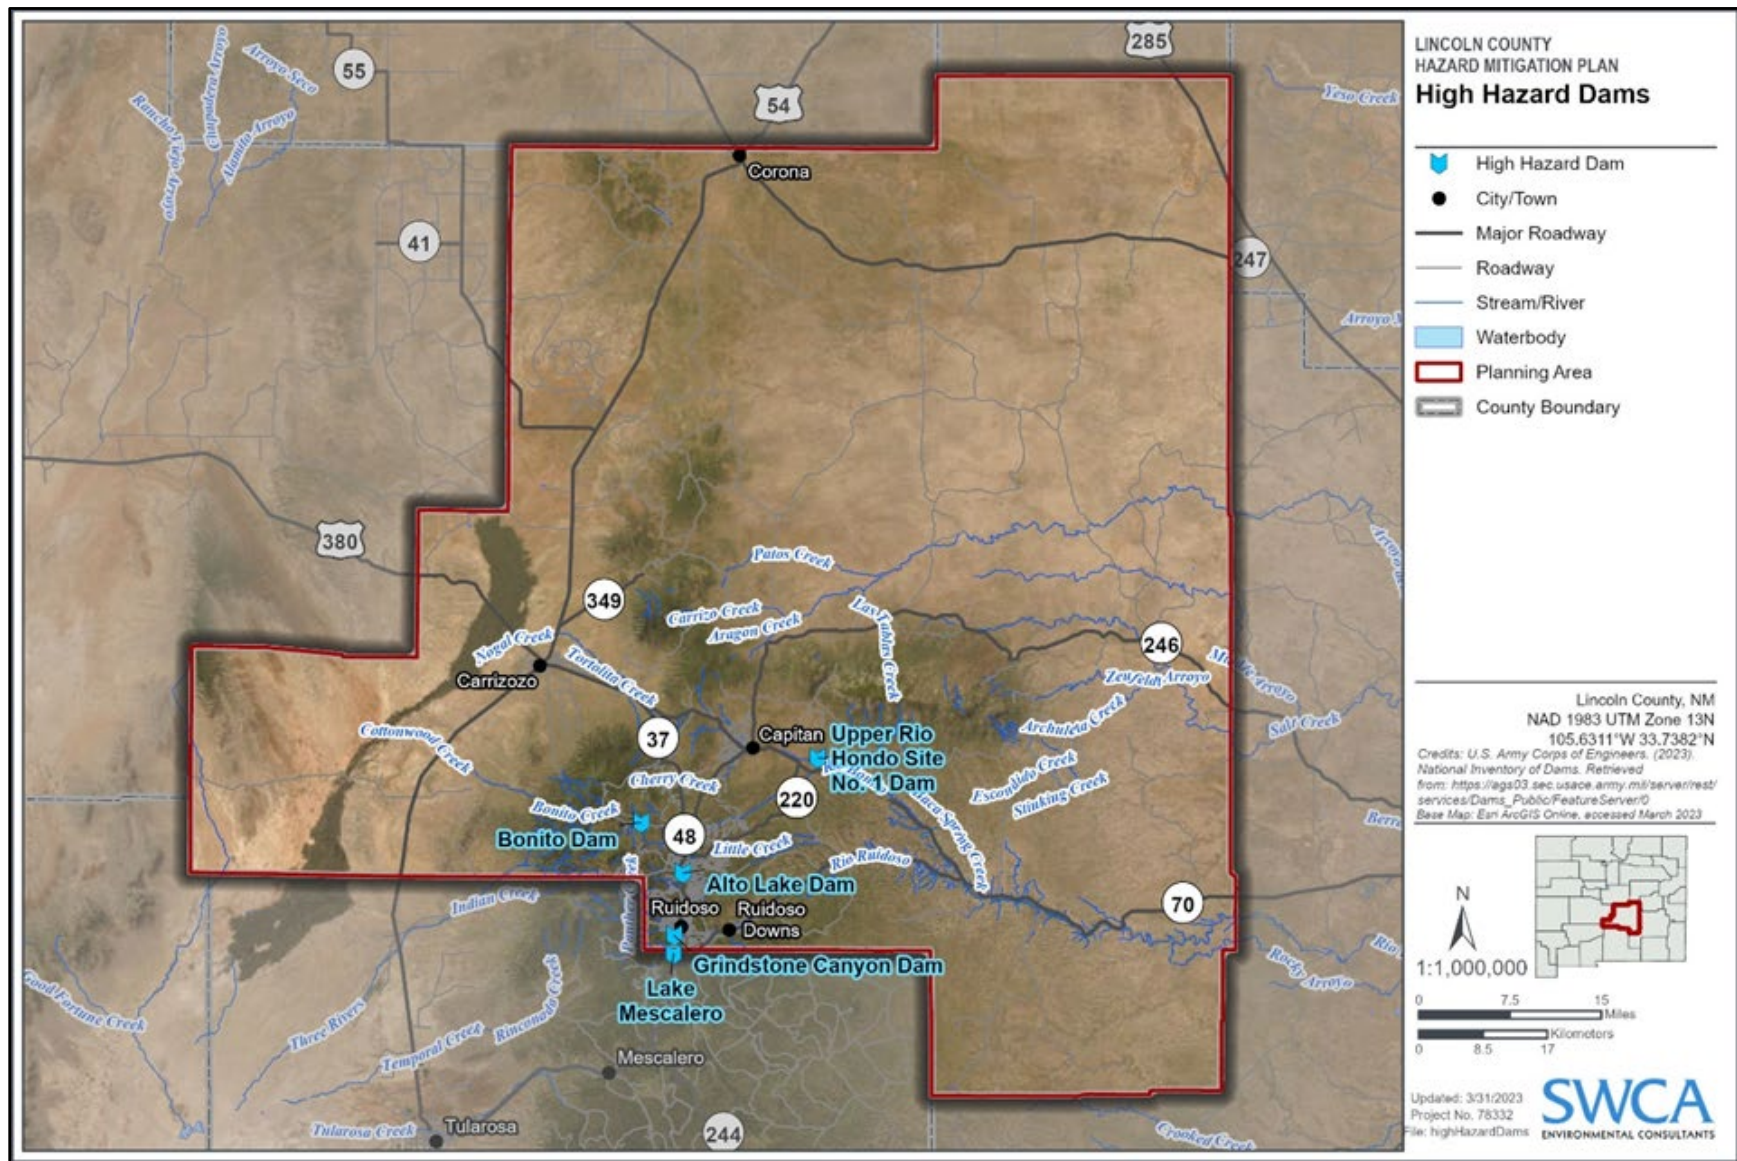 LINCOLN COUNTY
HAZARD MITIGATION PLAN
High Hazard Dams
High Hazard Dam
City/Town
Major Roadway
Roadway
Stream/River
Waterbody
Planning Area
County Boundary
Lincoln County, NM
NAD 1983 UTM Zone 13N
105.6311°W 33.7382°N
Credits: U.S. Army Corps of Engineers. (2023).
National Inventory of Dams. Retrieved
from: https://ags03.sec.usace.army.mil/server/rest/
services/Dams_Public/FeatureServer/0
Base Map: Esri ArcGIS Online, accessed March 2023
N
1:1,000,000
0 7.5 15
Miles
Kilometers
0 8.5 17
Updated: 3/31/2023
Project No. 78332
File: highHazardDams
SWCA
ENVIRONMENTAL CONSULTANTS
285
55
54
Arroyo Seco
Chupadera Arroyo
Rancho Viejo Arroyo
Alamito Arroyo
Yeso Creek
Corona
41
247
380
Patos Creek
349
Carrizo Creek
Aragon Creek
Las Tablas Creek
Nogal Creek
246
Carrizozo
Tortolita Creek
Zeufeldt Arroyo
Salt Creek
Archuleta Creek
Cottonwood Creek
37
Capitan
Upper Rio
Hondo Site
No. 1 Dam
Cherry Creek
Escondido Creek
Stinking Creek
220
Bonito Creek
Bonito Dam
48
Little Creek
Rio Ruidoso
Alto Lake Dam
Indian Creek
Ruidoso
Ruidoso
Downs
70
Grindstone Canyon Dam
Lake
Mescalero
Rocky Arroyo
Good Fortune Creek
Three Rivers
Rinconada Creek
Temporal Creek
Mescalero
Tularosa Creek
Tularosa
244
Crooked Creek